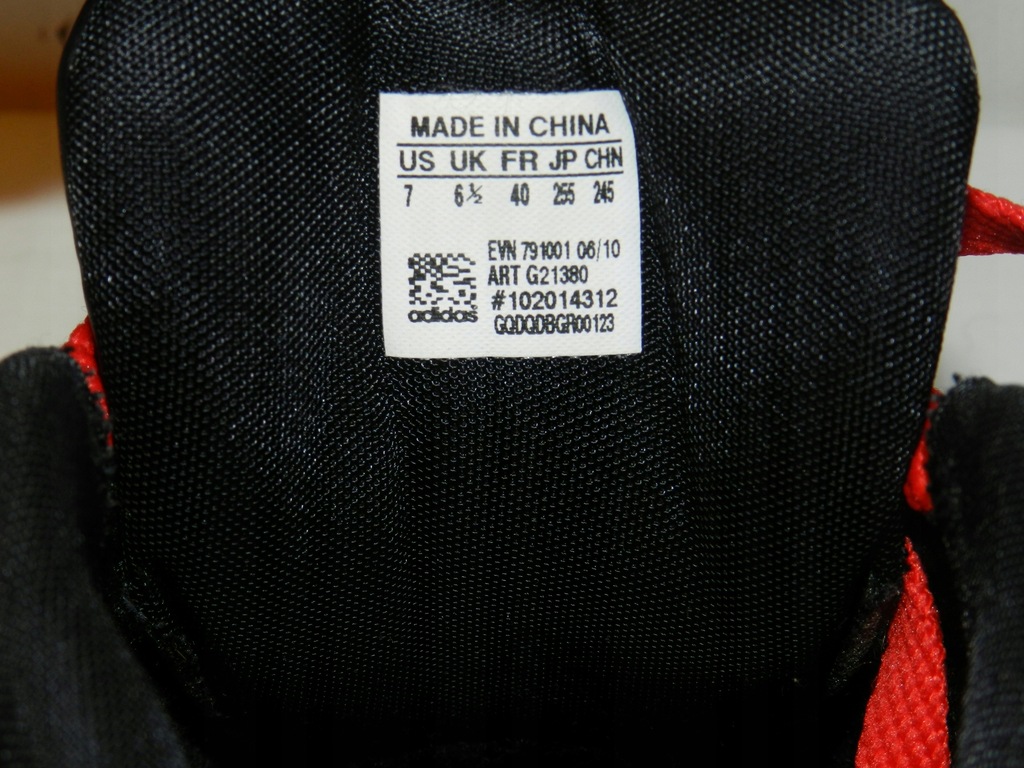 MADE IN CHINA
US UK FR JP CHN
7 6½ 40 255 245
EVN 791001 06/10
ART G21380
#102014312
adidas GQDQDBGR00123